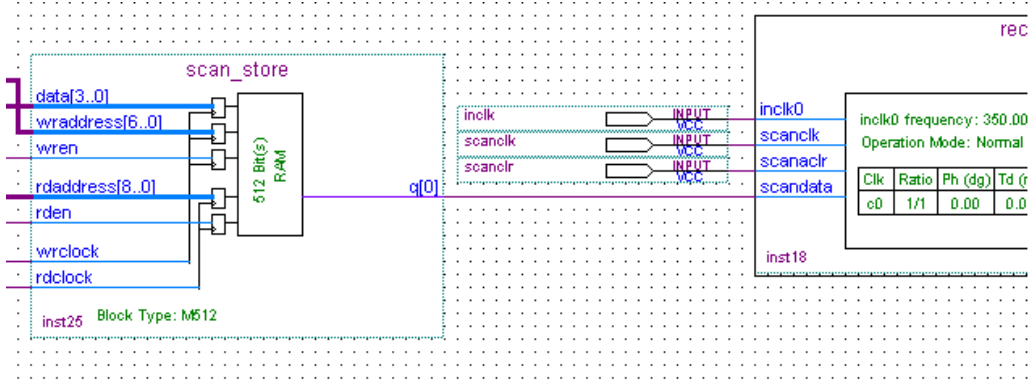 scan_store
data[3..0]
wraddress[6..0]
wren
rdaddress[8..0]
rden
wrclock
rdclock
512 Bit(s)
RAM
q[0]
inst25
Block Type: M512
inclk
INPUT
VCC
scanclk
INPUT
VCC
scanclr
INPUT
VCC
rec
inclk0
scanclk
scanaclr
scandata
inclk0 frequency: 350.00
Operation Mode: Normal
Clk Ratio Ph (dg) Td (n
c0 1/1 0.00 0.0
inst18